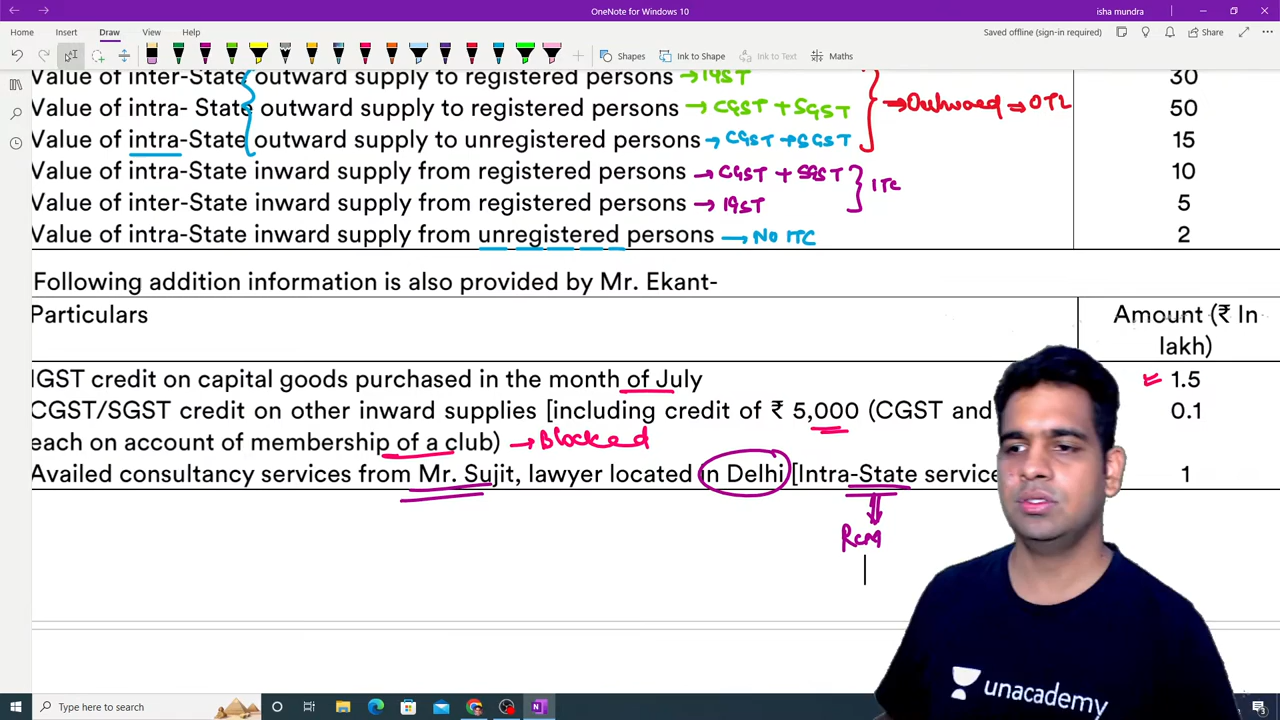 OneNote for Windows 10
isha mundra
Home Insert Draw View Help
Saved offline (sign-in required) Share
Shapes Ink to Shape Ink to Text Maths
Value of inter-State outward supply to registered persons → IGST 30
Value of intra- State outward supply to registered persons → CGST + SGST → Outward ⇒ OTL 50
Value of intra-State outward supply to unregistered persons → CGST + SGST 15
Value of intra-State inward supply from registered persons → CGST + SGST ITC 10
Value of inter-State inward supply from registered persons → IGST 5
Value of intra-State inward supply from unregistered persons → NO ITC 2
Following addition information is also provided by Mr. Ekant-
Particulars Amount (₹ In
lakh)
IGST credit on capital goods purchased in the month of July 1.5
CGST/SGST credit on other inward supplies [including credit of ₹ 5,000 (CGST and 0.1
each on account of membership of a club) → Blocked
Availed consultancy services from Mr. Sujit, lawyer located in Delhi [Intra-State service 1
RCM
unacademy
Type here to search